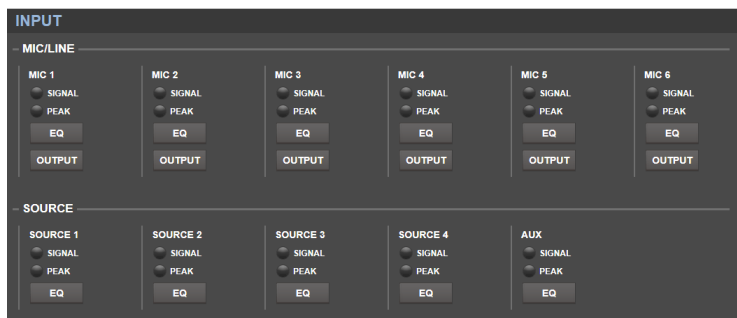 INPUT
MIC/LINE
MIC 1 MIC 2 MIC 3 MIC 4 MIC 5 MIC 6
SIGNAL SIGNAL SIGNAL SIGNAL SIGNAL SIGNAL
PEAK PEAK PEAK PEAK PEAK PEAK
EQ EQ EQ EQ EQ EQ
OUTPUT OUTPUT OUTPUT OUTPUT OUTPUT OUTPUT
SOURCE
SOURCE 1 SOURCE 2 SOURCE 3 SOURCE 4 AUX
SIGNAL SIGNAL SIGNAL SIGNAL SIGNAL
PEAK PEAK PEAK PEAK PEAK
EQ EQ EQ EQ EQ